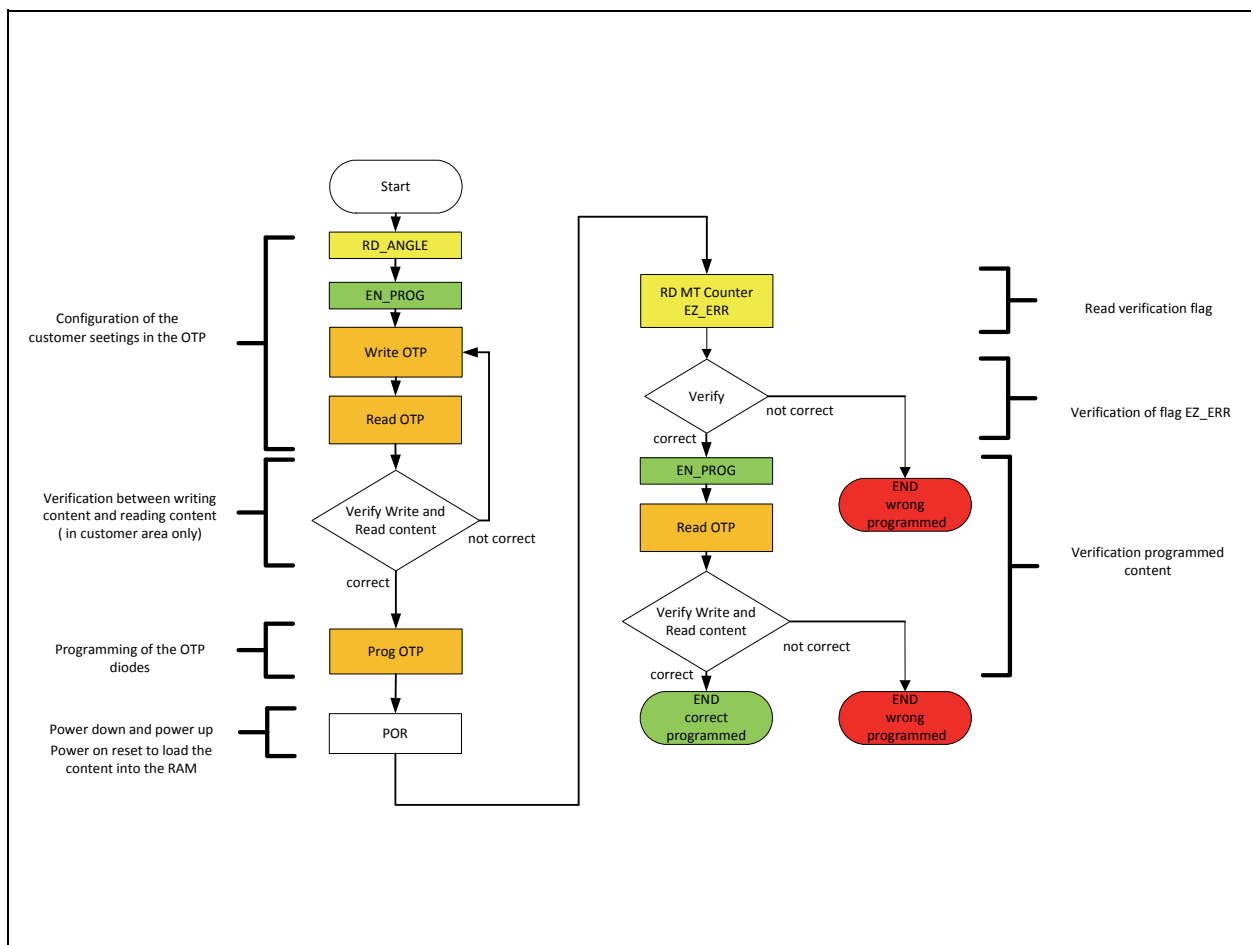 Start
RD_ANGLE
EN_PROG
Configuration of the
customer seetings in the OTP
Write OTP
Read OTP
Verification between writing
content and reading content
( in customer area only)
Verify Write and
Read content
not correct
correct
Programming of the OTP
diodes
Prog OTP
Power down and power up
Power on reset to load the
content into the RAM
POR
RD MT Counter
EZ_ERR
Read verification flag
Verify
not correct
correct
Verification of flag EZ_ERR
EN_PROG
END
wrong
programmed
Read OTP
Verification programmed
content
Verify Write and
Read content
not correct
correct
END
correct
programmed
END
wrong
programmed